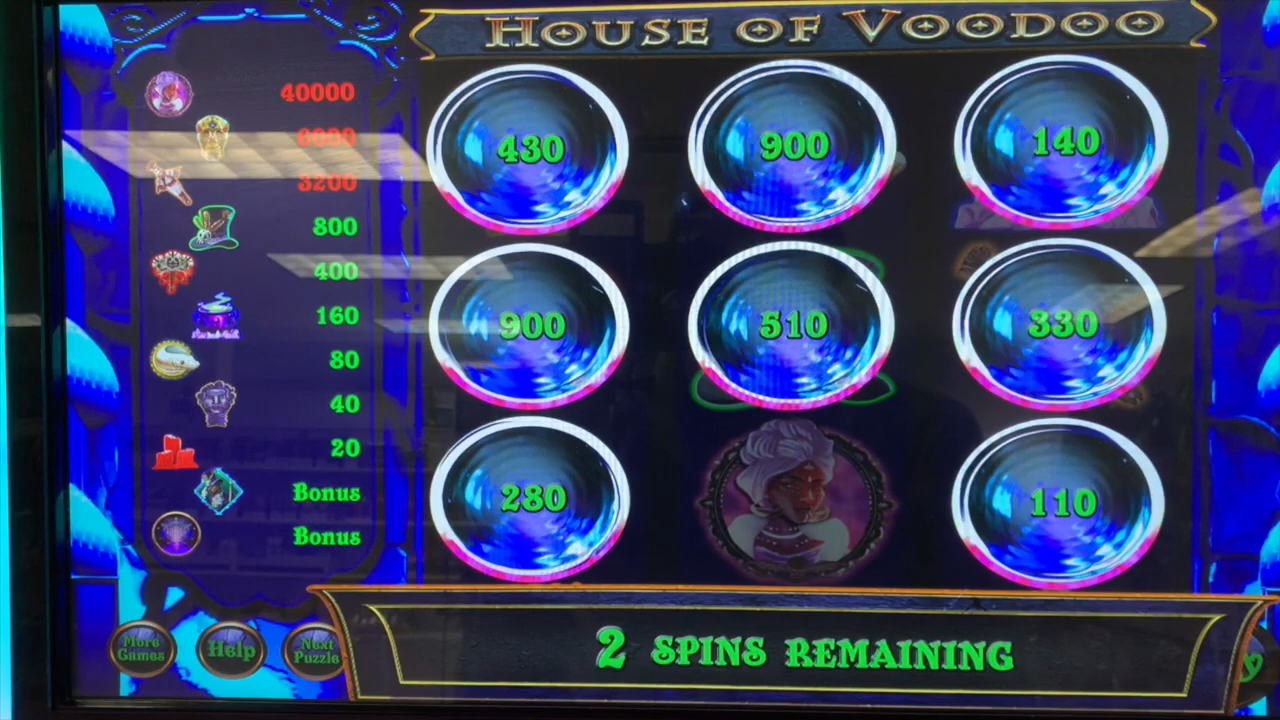 House of Voodoo
40000
6000
3200
800
400
160
80
40
20
Bonus
Bonus
430
900
140
900
510
330
280
110
More
Games
Help
Next
Puzzle
2 SPINS REMAINING